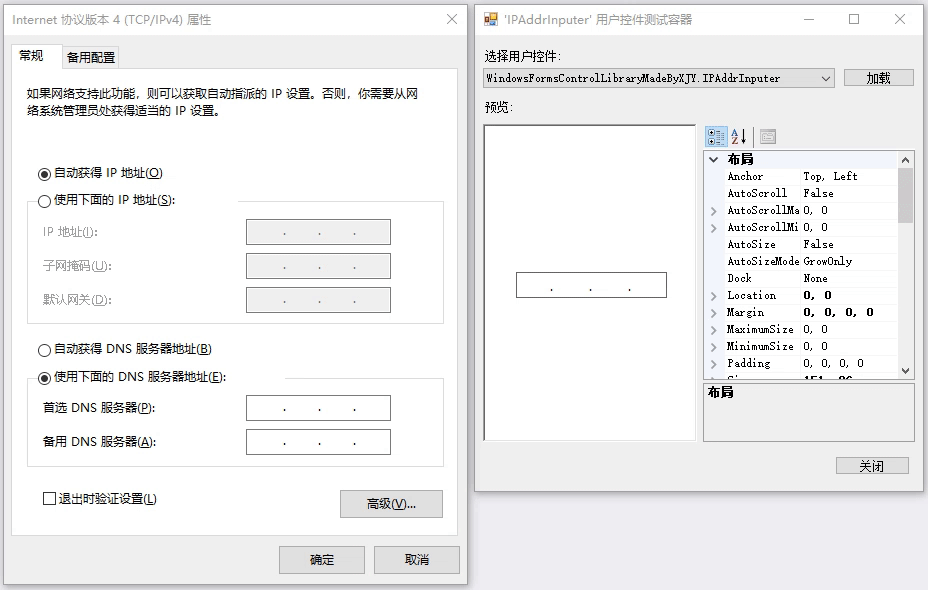 Internet 协议版本 4 (TCP/IPv4) 属性
常规
备用配置
如果网络支持此功能，则可以获取自动指派的 IP 设置。否则，你需要从网
络系统管理员处获得适当的 IP 设置。
自动获得 IP 地址(O)
使用下面的 IP 地址(S):
IP 地址(I):
. . .
子网掩码(U):
. . .
默认网关(D):
. . .
自动获得 DNS 服务器地址(B)
使用下面的 DNS 服务器地址(E):
首选 DNS 服务器(P):
. . .
备用 DNS 服务器(A):
. . .
退出时验证设置(L)
高级(V)...
确定
取消
'IPAddrInputer' 用户控件测试容器
选择用户控件:
WindowsFormsControlLibraryMadeByXJY.IPAddrInputer
加载
预览:
. . .
布局
Anchor Top, Left
AutoScroll False
AutoScrollMa 0, 0
AutoScrollMi 0, 0
AutoSize False
AutoSizeMode GrowOnly
Dock None
Location 0, 0
Margin 0, 0, 0, 0
MaximumSize 0, 0
MinimumSize 0, 0
Padding 0, 0, 0, 0
布局
关闭